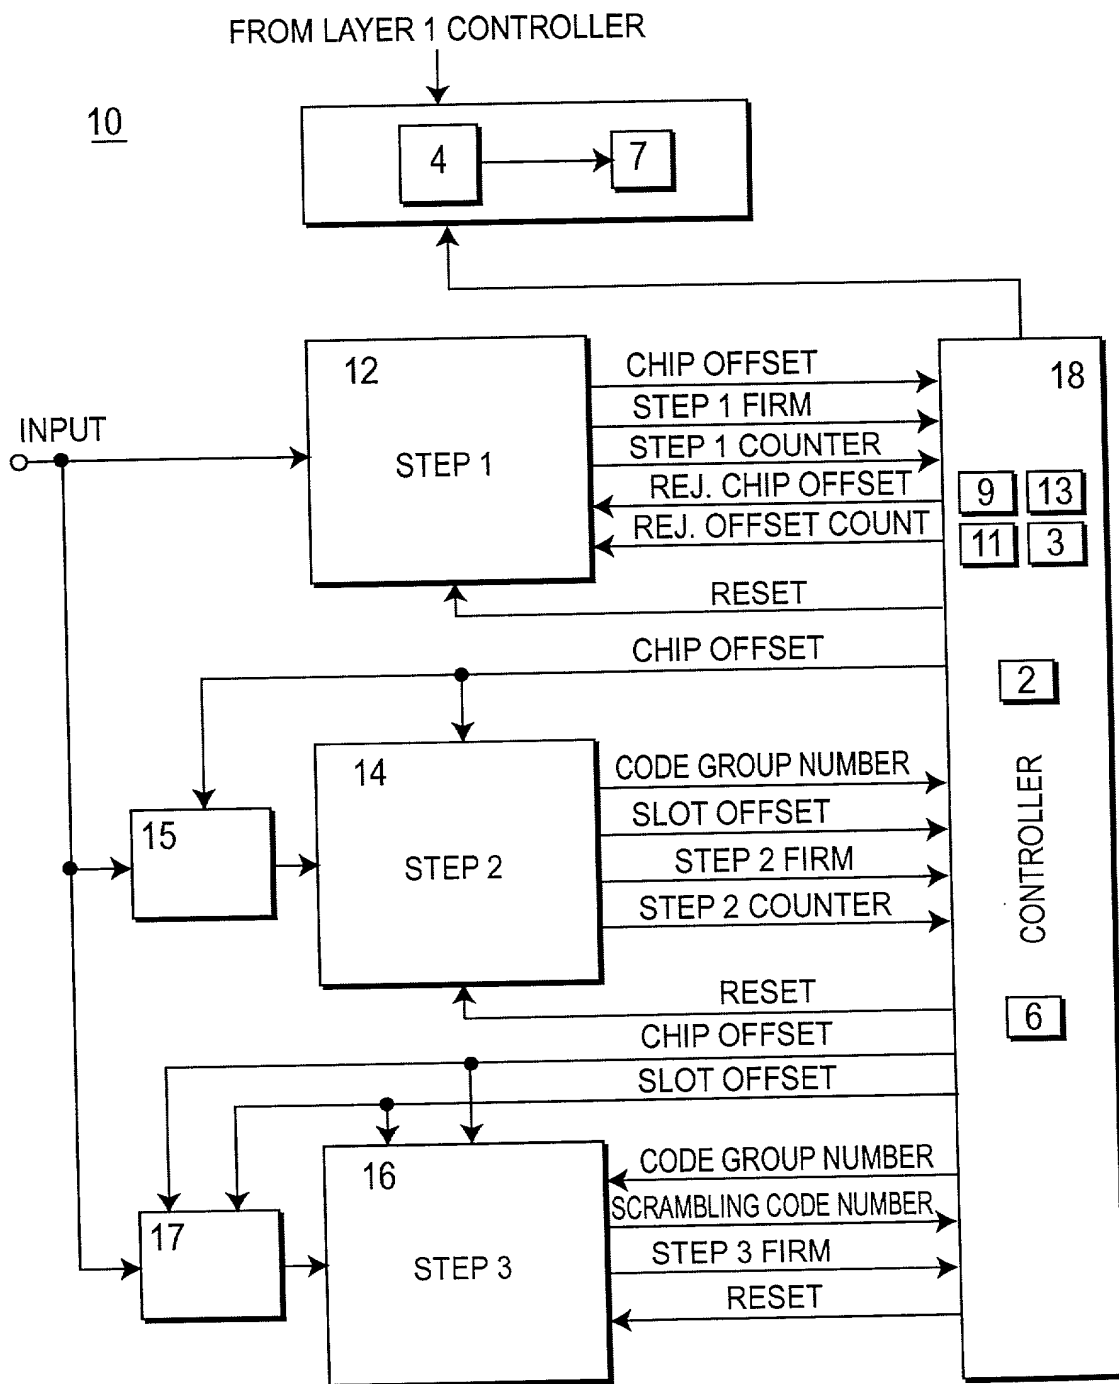 FROM LAYER 1 CONTROLLER
10
4
7
12
STEP 1
INPUT
CHIP OFFSET
STEP 1 FIRM
STEP 1 COUNTER
REJ. CHIP OFFSET
REJ. OFFSET COUNT
RESET
18
9
13
11
3
CHIP OFFSET
2
14
STEP 2
15
CODE GROUP NUMBER
SLOT OFFSET
STEP 2 FIRM
STEP 2 COUNTER
RESET
CONTROLLER
6
CHIP OFFSET
SLOT OFFSET
16
STEP 3
17
CODE GROUP NUMBER
SCRAMBLING CODE NUMBER
STEP 3 FIRM
RESET